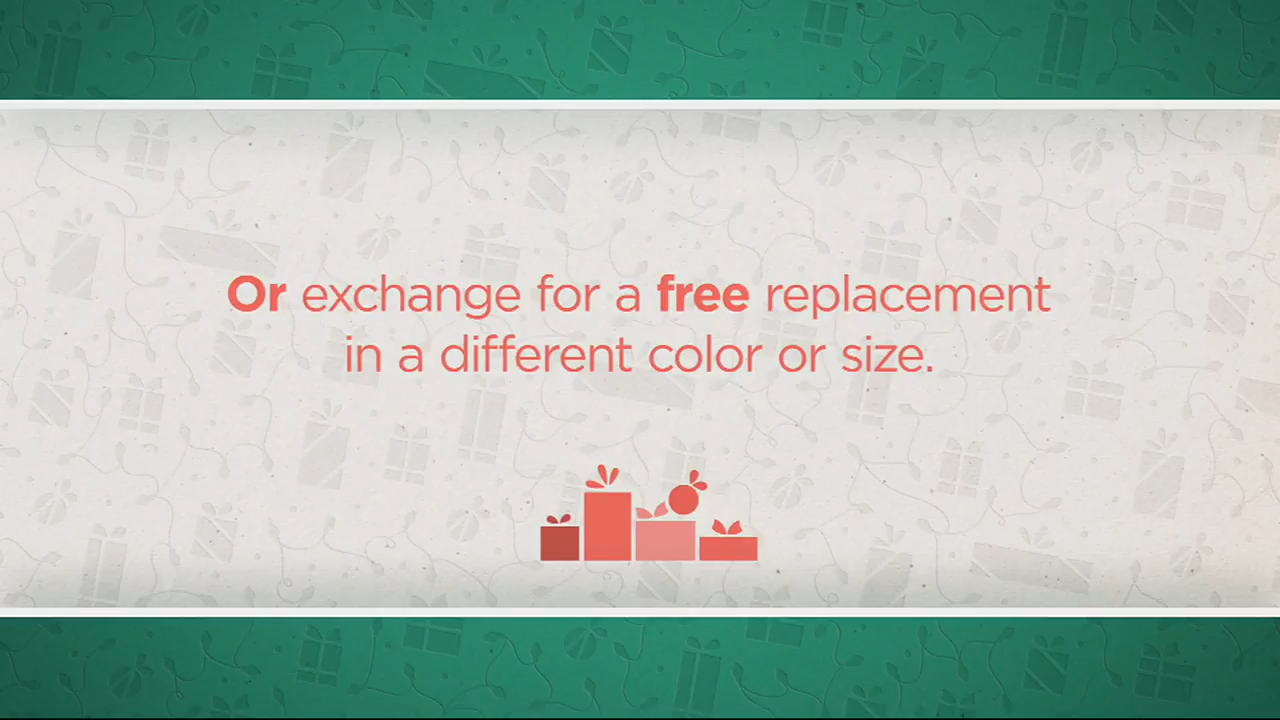 Or exchange for a free replacement
in a different color or size.